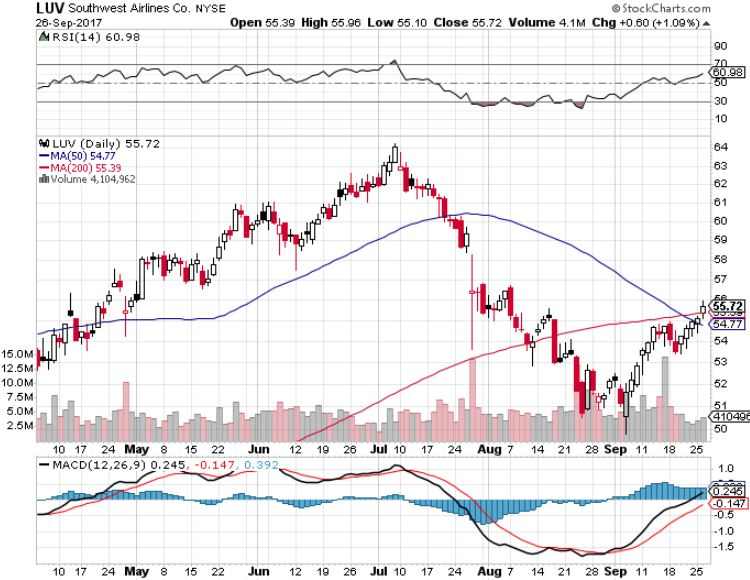 LUV Southwest Airlines Co. NYSE © StockCharts.com
26-Sep-2017 Open 55.39 High 55.96 Low 55.10 Close 55.72 Volume 4.1M Chg +0.60 (+1.09%)
RSI(14) 60.98
90
70
60.98
50
30
10
LUV (Daily) 55.72
MA(50) 54.77
MA(200) 55.39
Volume 4,104,962
64
63
62
61
60
59
58
57
55.72
54.77
54
53
52
51
50
15.0M
12.5M
10.0M
7.5M
5.0M
2.5M
410496
10 17 24 May 8 15 22 Jun 12 19 26 Jul 10 17 24 Aug 7 14 21 28 Sep 11 18 25
MACD(12,26,9) 0.245, -0.147, 0.392
1.0
0.245
-0.147
-0.5
-1.0
-1.5
10 17 24 May 8 15 22 Jun 12 19 26 Jul 10 17 24 Aug 7 14 21 28 Sep 11 18 25